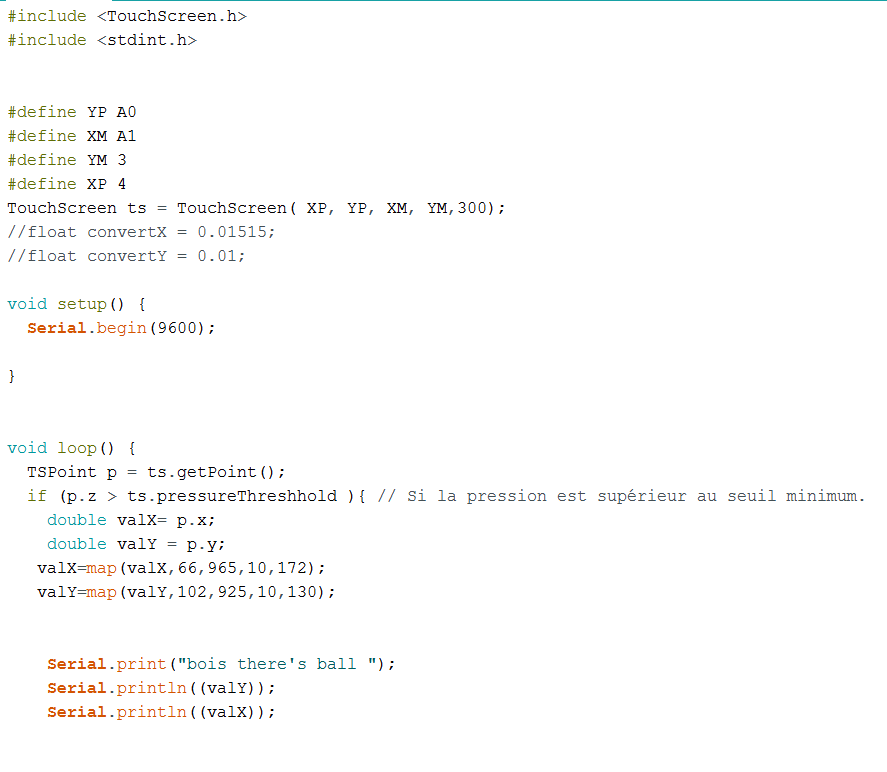 #include <TouchScreen.h>
#include <stdint.h>
#define YP A0
#define XM A1
#define YM 3
#define XP 4
TouchScreen ts = TouchScreen( XP, YP, XM, YM,300);
//float convertX = 0.01515;
//float convertY = 0.01;
void setup() {
Serial.begin(9600);
}
void loop() {
TSPoint p = ts.getPoint();
if (p.z > ts.pressureThreshhold ){ // Si la pression est supérieur au seuil minimum.
double valX= p.x;
double valY = p.y;
valX=map(valX,66,965,10,172);
valY=map(valY,102,925,10,130);
Serial.print("bois there's ball ");
Serial.println((valY));
Serial.println((valX));